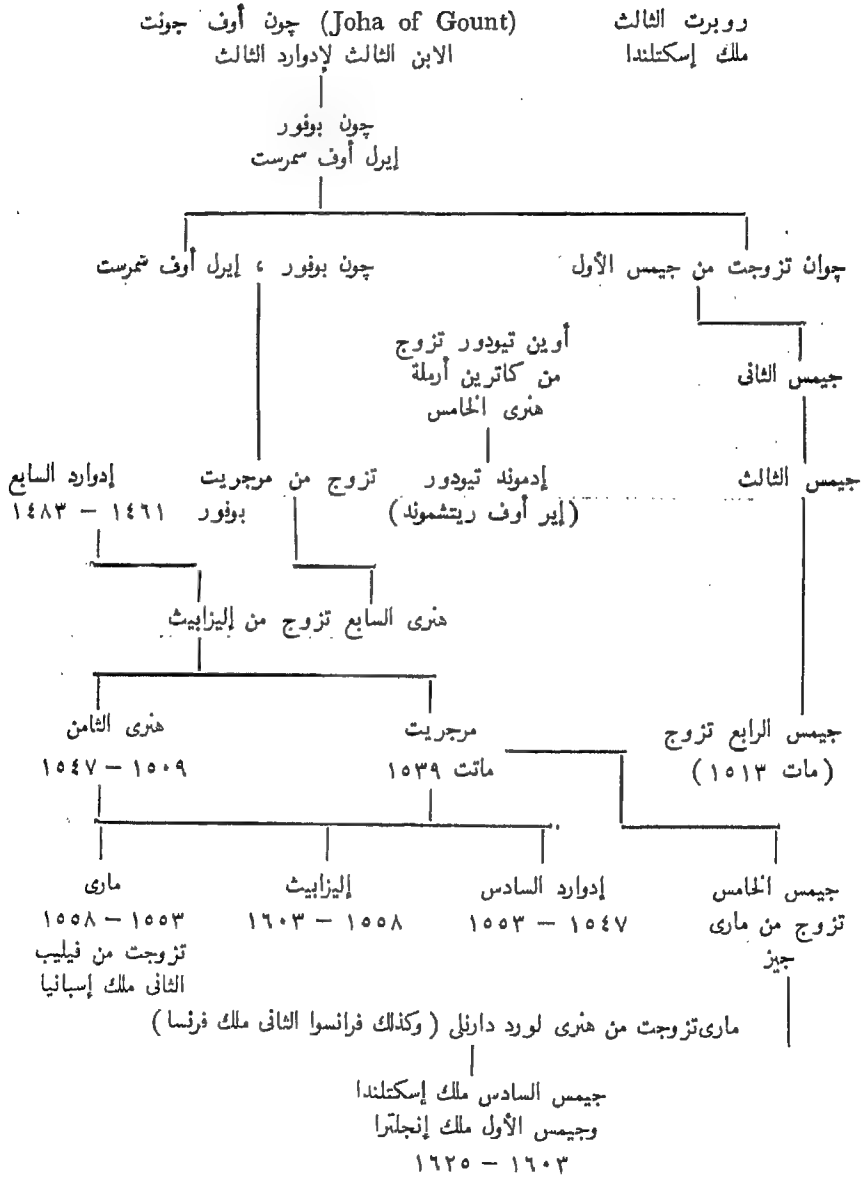 روبرت الثالث
ملك إسكتلندا
چون أوف جونت (Joha of Gount)
الابن الثالث لإدوارد الثالث
چون بوفور
إيرل أوف سمرست
چوان تزوجت من جيمس الأول
چون بوفور ، إيرل أوف سمرست
أوين تيودور تزوج
من كاترين أرملة
هنرى الخامس
جيمس الثانى
جيمس الثالث
إدموند تيودور
(إير أوف ريتشموند)
تزوج من مرجريت
بوفور
إدوارد السابع
١٤٦١ – ١٤٨٣
هنرى السابع تزوج من إليزابيث
جيمس الرابع تزوج
(مات ١٥١٣)
مرجريت
ماتت ١٥٣٩
هنرى الثامن
١٥٠٩ – ١٥٤٧
جيمس الخامس
تزوج من مارى
جيز
إدوارد السادس
١٥٤٧ – ١٥٥٣
إليزابيث
١٥٥٨ – ١٦٠٣
مارى
١٥٥٣ – ١٥٥٨
تزوجت من فيليب
الثانى ملك إسبانيا
مارى تزوجت من هنرى لورد دارنلى (وكذلك فرانسوا الثانى ملك فرنسا)
جيمس السادس ملك إسكتلندا
وجيمس الأول ملك إنجلترا
١٦٠٣ – ١٦٢٥